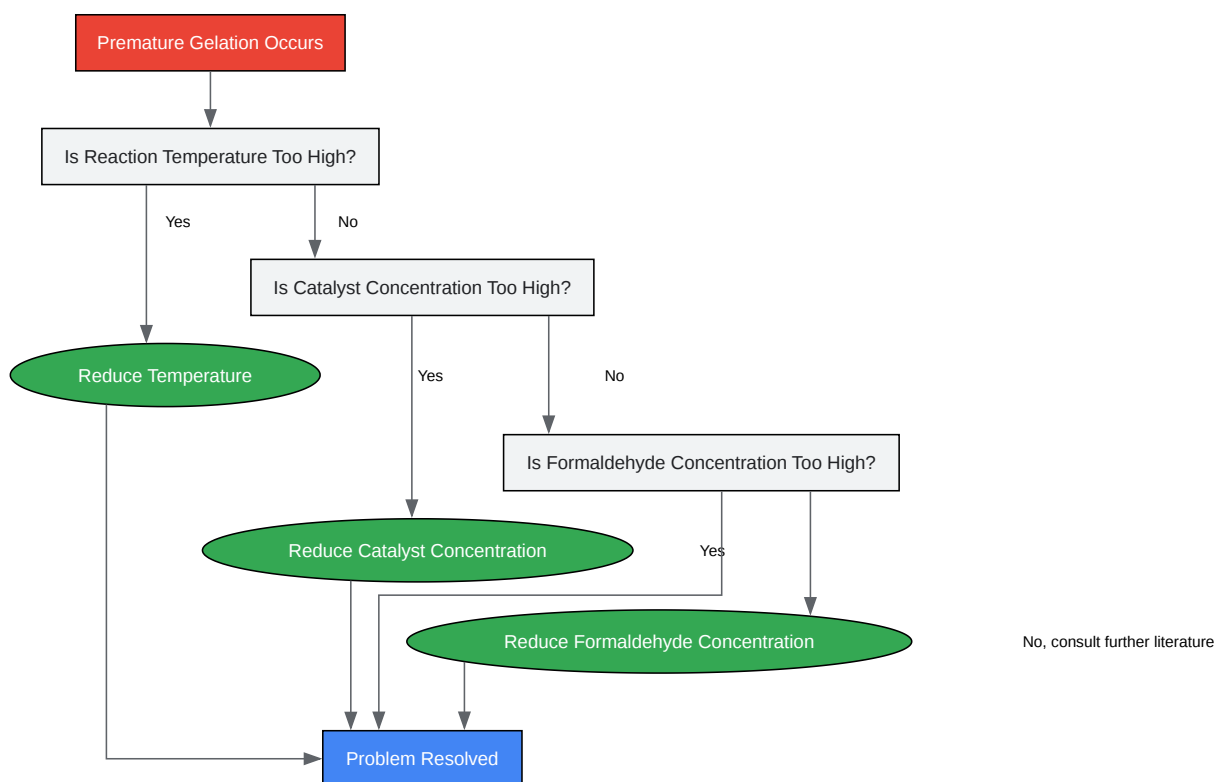 Premature Gelation Occurs
Is Reaction Temperature Too High?
Yes
No
Is Catalyst Concentration Too High?
Reduce Temperature
Yes
No
Is Formaldehyde Concentration Too High?
Reduce Catalyst Concentration
Yes
Reduce Formaldehyde Concentration
No, consult further literature
Problem Resolved